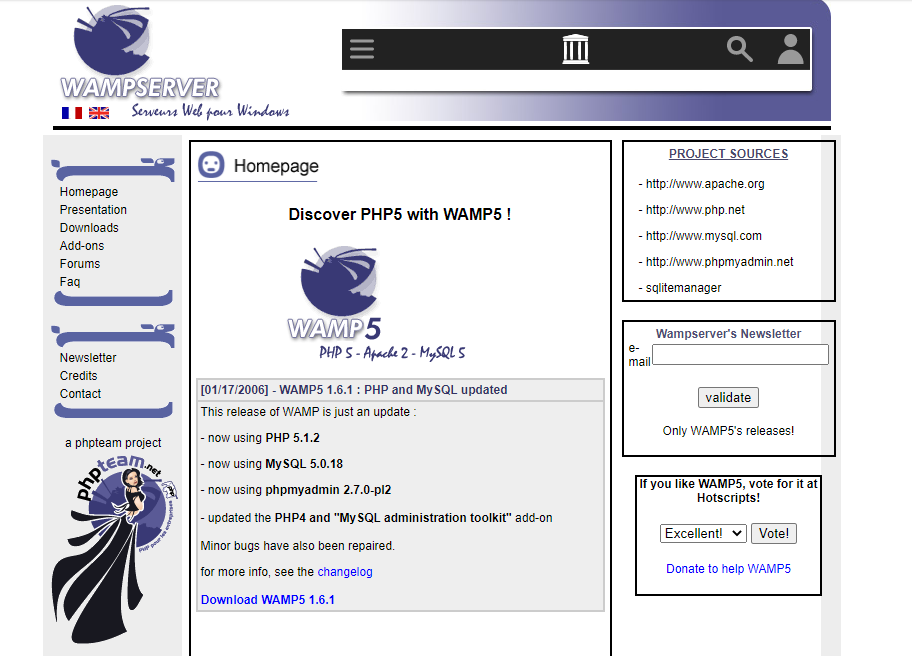 WAMPSERVER
Serveurs Web pour Windows
Homepage
Presentation
Downloads
Add-ons
Forums
Faq
Newsletter
Credits
Contact
a phpteam project
phpteam.net
PHP pour les entreprises
Homepage
Discover PHP5 with WAMP5 !
WAMP5
PHP 5 - Apache 2 - MySQL 5
[01/17/2006] - WAMP5 1.6.1 : PHP and MySQL updated
This release of WAMP is just an update :
- now using PHP 5.1.2
- now using MySQL 5.0.18
- now using phpmyadmin 2.7.0-pl2
- updated the PHP4 and "MySQL administration toolkit" add-on
Minor bugs have also been repaired.
for more info, see the changelog
Download WAMP5 1.6.1
PROJECT SOURCES
- http://www.apache.org
- http://www.php.net
- http://www.mysql.com
- http://www.phpmyadmin.net
- sqlitemanager
Wampserver's Newsletter
e-
mail
validate
Only WAMP5's releases!
If you like WAMP5, vote for it at
Hotscripts!
Excellent! Vote!
Donate to help WAMP5